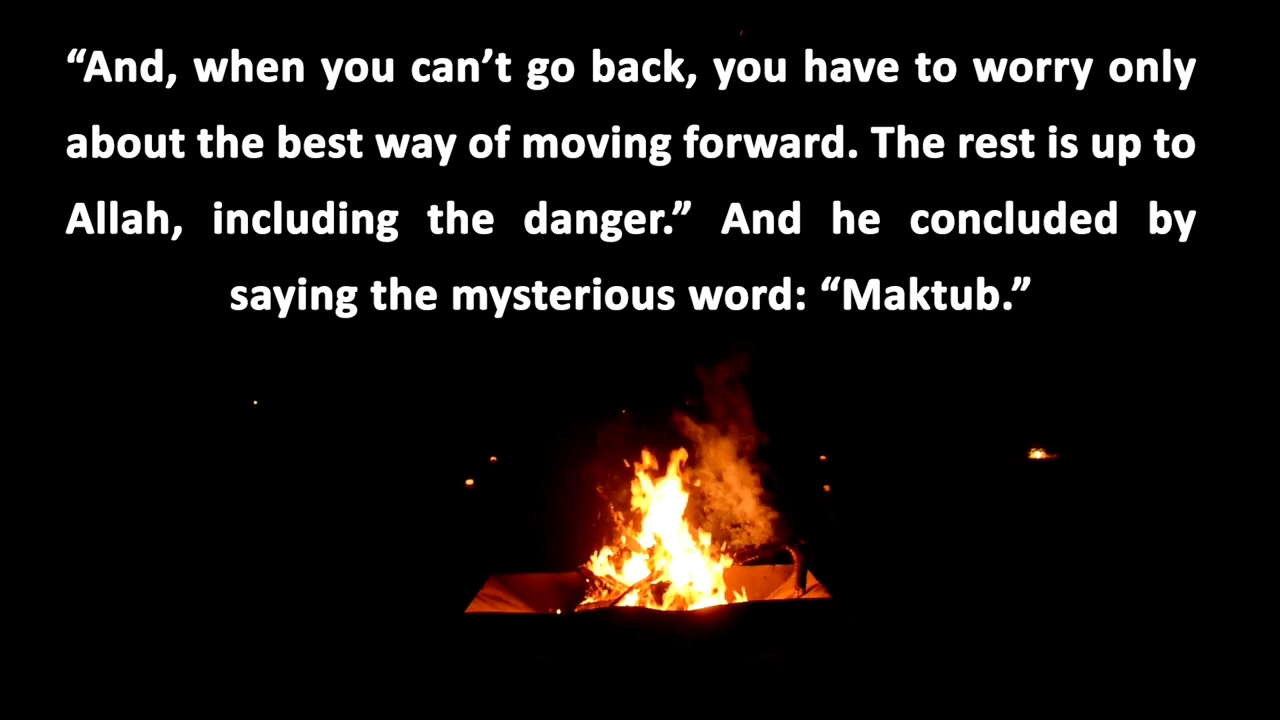 “And, when you can’t go back, you have to worry only
about the best way of moving forward. The rest is up to
Allah, including the danger.” And he concluded by
saying the mysterious word: “Maktub.”